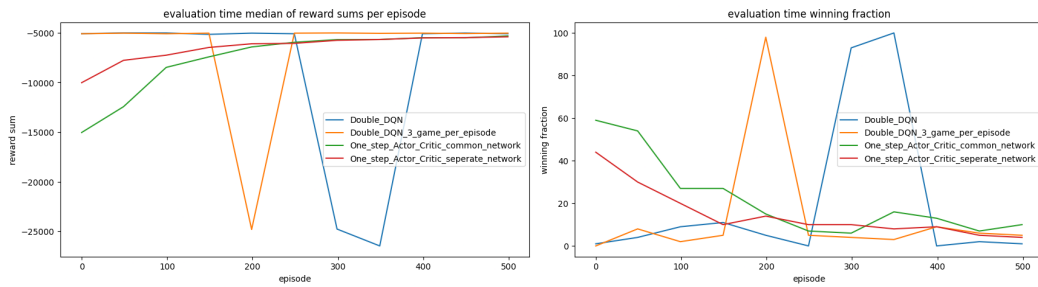 evaluation time median of reward sums per episode
reward sum
−5000
−10000
−15000
−20000
−25000
Double_DQN
Double_DQN_3_game_per_episode
One_step_Actor_Critic_common_network
One_step_Actor_Critic_seperate_network
0
100
200
300
400
500
episode
evaluation time winning fraction
winning fraction
100
80
60
40
20
0
Double_DQN
Double_DQN_3_game_per_episode
One_step_Actor_Critic_common_network
One_step_Actor_Critic_seperate_network
0
100
200
300
400
500
episode